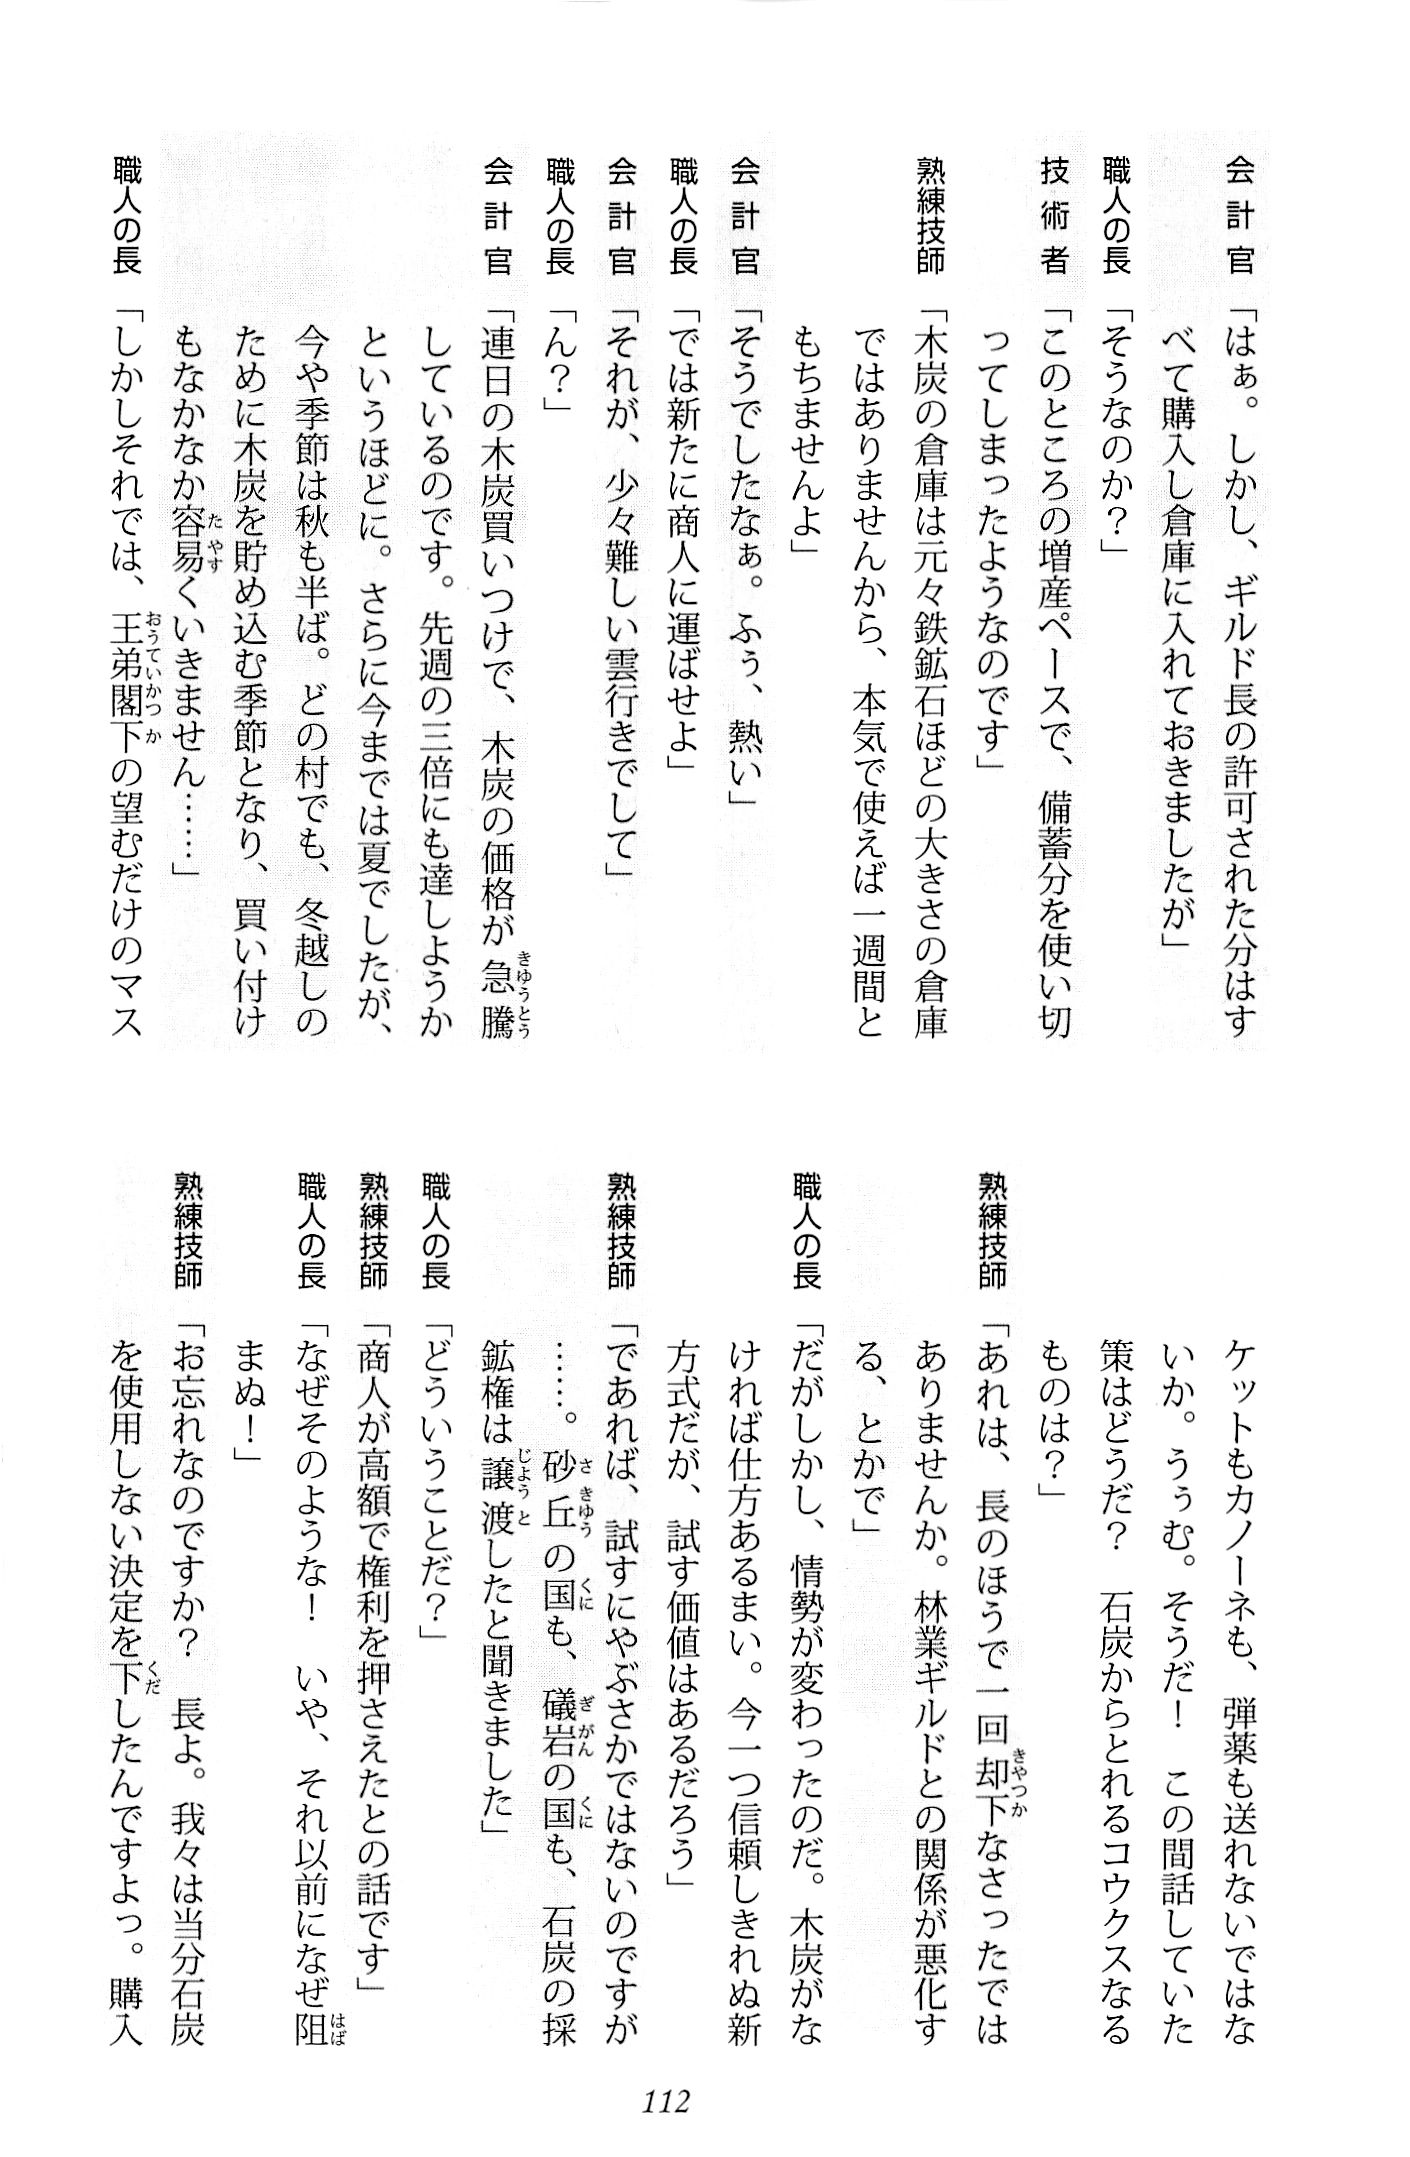 会計官「はぁ。しかし、ギルド長の許可された分はす
べて購入し倉庫に入れておきましたが」
職人の長「そうなのか？」
技術者「このところの増産ペースで、備蓄分を使い切
ってしまったようなのです」
熟練技師「木炭の倉庫は元々鉄鉱石ほどの大きさの倉庫
ではありませんから、本気で使えば一週間と
もちませんよ」
会計官「そうでしたなぁ。ふぅ、熱い」
職人の長「では新たに商人に運ばせよ」
会計官「それが、少々難しい雲行きでして」
職人の長「ん？」
会計官「連日の木炭買いつけで、木炭の価格が急騰
しているのです。先週の三倍にも達しようか
というほどに。さらに今までは夏でしたが、
今や季節は秋も半ば。どの村でも、冬越しの
ために木炭を貯め込む季節となり、買い付け
もなかなか容易くいきません……」
職人の長「しかしそれでは、王弟閣下の望むだけのマス
ケットもカノーネも、弾薬も送れないではな
いか。うぅむ。そうだ！　この間話していた
策はどうだ？　石炭からとれるコウクスなる
ものは？」
熟練技師「あれは、長のほうで一回却下なさったでは
ありませんか。林業ギルドとの関係が悪化す
る、とかで」
職人の長「だがしかし、情勢が変わったのだ。木炭がな
ければ仕方あるまい。今一つ信頼しきれぬ新
方式だが、試す価値はあるだろう」
熟練技師「であれば、試すにやぶさかではないのですが
……。砂丘の国も、礒岩の国も、石炭の採
鉱権は譲渡したと聞きました」
職人の長「どういうことだ？」
熟練技師「商人が高額で権利を押さえたとの話です」
職人の長「なぜそのような！　いや、それ以前になぜ阻
まぬ！」
熟練技師「お忘れなのですか？　長よ。我々は当分石炭
を使用しない決定を下したんですよっ。購入
112